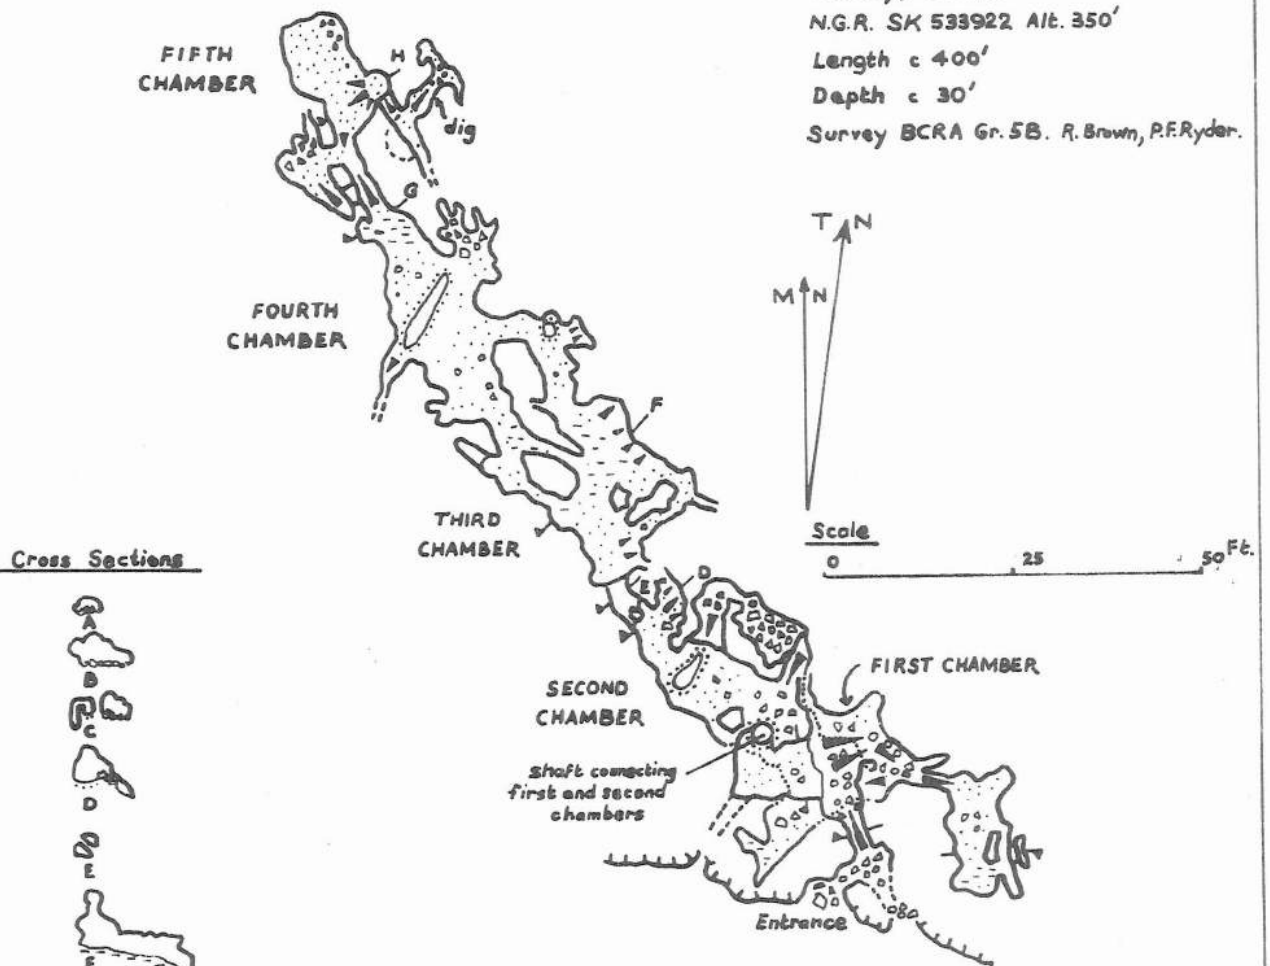 N.G.R. SK 533922 Alt. 350'
Length c 400'
Depth c 30'
Survey BCRA Gr. 5B. R. Brown, P.F. Ryder.
FIFTH
CHAMBER
H
dig
G
T N
M N
FOURTH
CHAMBER
F
THIRD
CHAMBER
Scale
0 25 50 Ft.
Cross Sections
A
B
C
D
E
F
E
D
FIRST CHAMBER
SECOND
CHAMBER
shaft connecting
first and second
chambers
Entrance